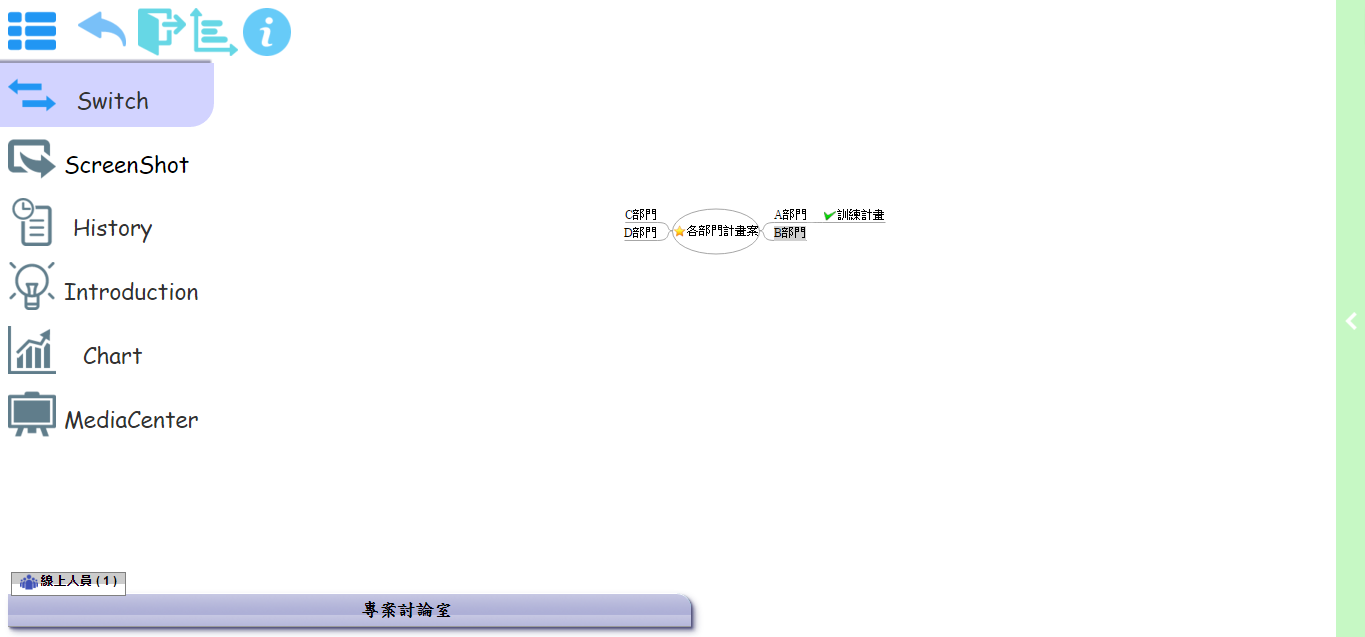 Switch
ScreenShot
History
Introduction
Chart
MediaCenter
C部門
D部門
各部門計畫案
A部門
訓練計畫
B部門
線上人員 ( 1 )
專案討論室